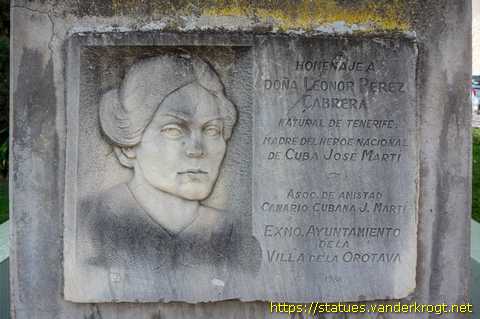 HOMENAJE A
DOÑA LEONOR PEREZ
CABRERA
NATURAL DE TENERIFE,
MADRE DEL HEROE NACIONAL
DE CUBA JOSE MARTI
ASOC. DE AMISTAD
CANARIO CUBANA J. MARTÍ
EXMO. AYUNTAMIENTO
DE LA
VILLA DE LA OROTAVA
https://statues.vanderkrogt.net